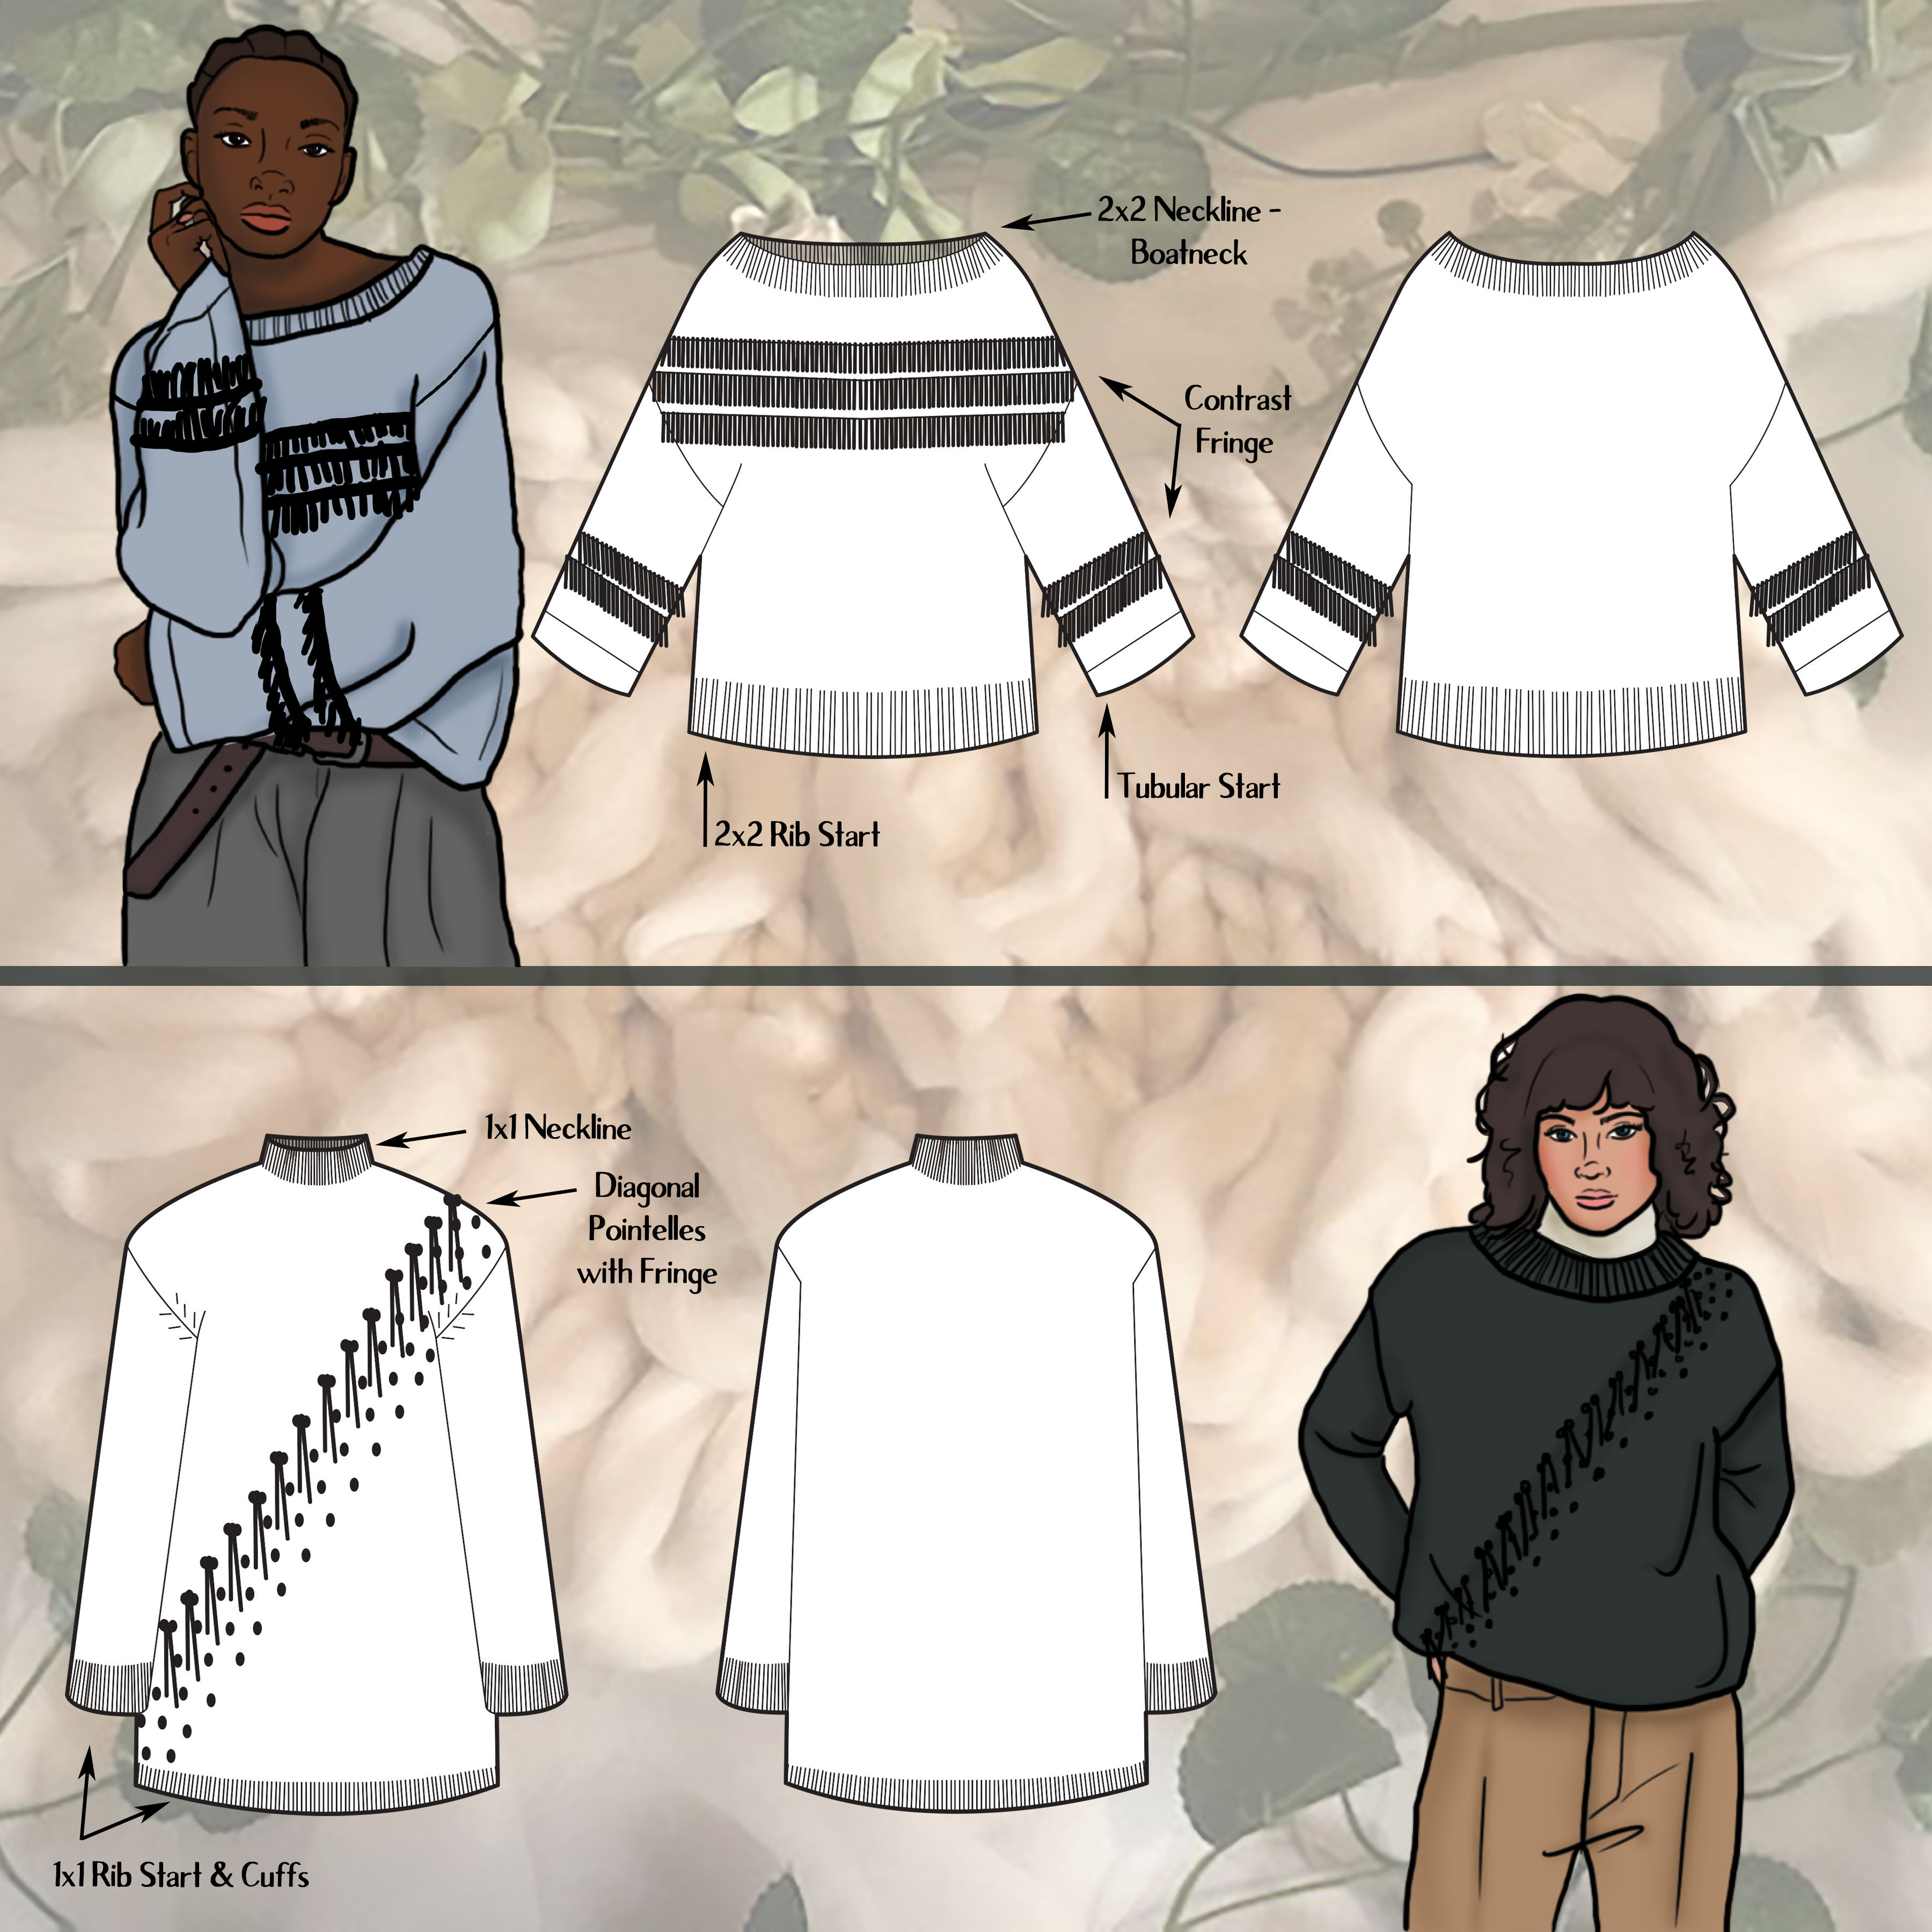 2x2 Neckline -
Boatneck
Contrast
Fringe
Tubular Start
2x2 Rib Start
1x1 Neckline
Diagonal
Pointelles
with Fringe
1x1 Rib Start & Cuffs